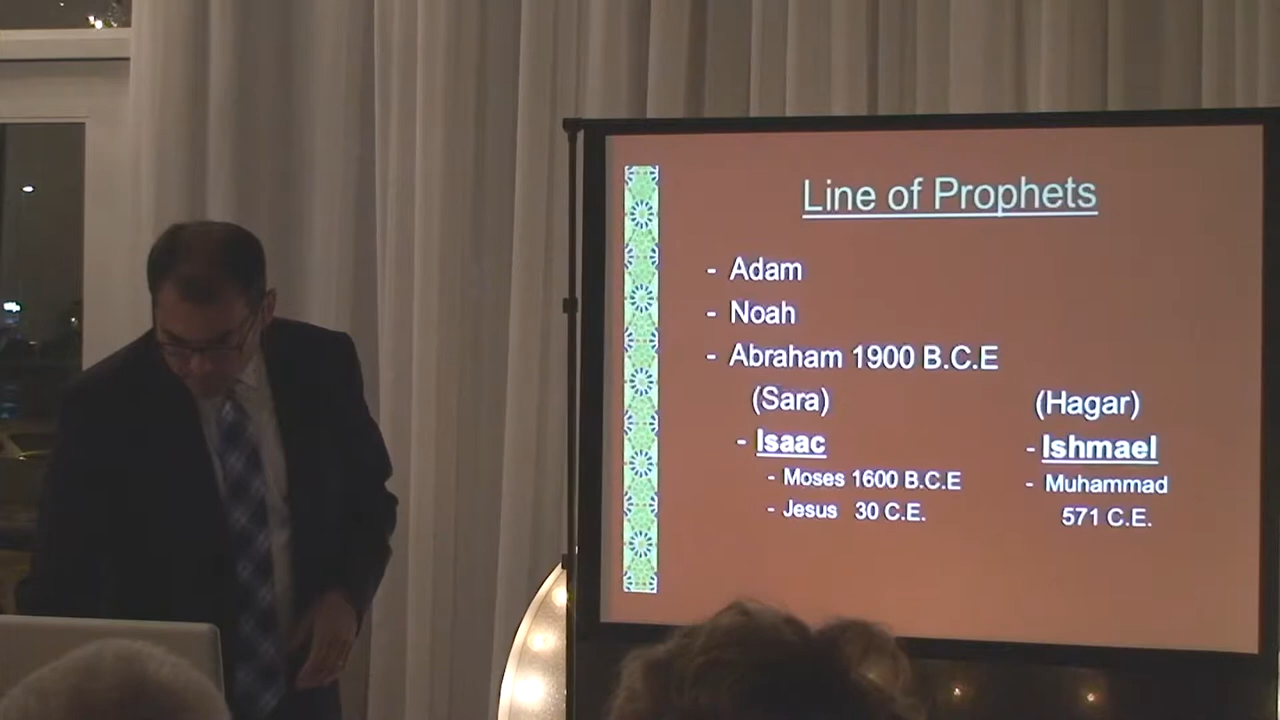 Line of Prophets
- Adam
- Noah
- Abraham 1900 B.C.E
(Sara) (Hagar)
- Isaac - Ishmael
- Moses 1600 B.C.E - Muhammad
- Jesus 30 C.E. 571 C.E.